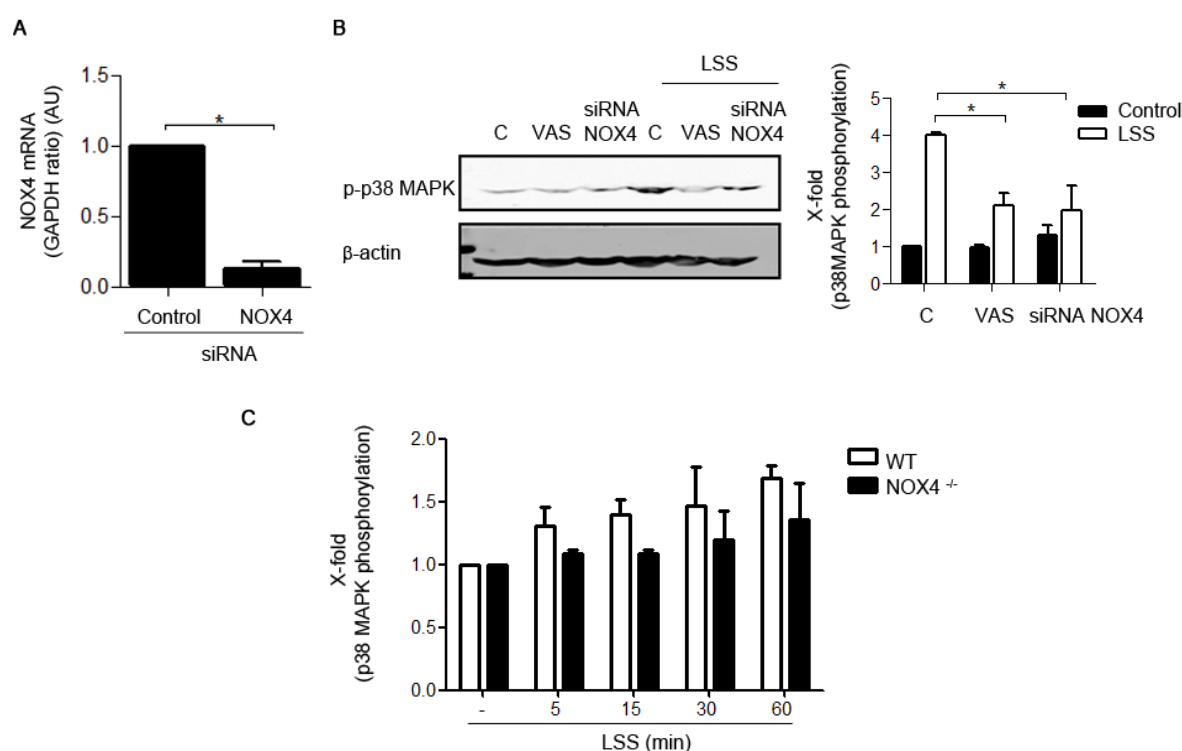 A
NOX4 mRNA
(GAPDH ratio) (AU)
1.5
1.0
0.5
0.0
*
Control NOX4
siRNA
B
LSS
C VAS siRNA NOX4 C VAS siRNA NOX4
p-p38 MAPK
β-actin
X-fold
(p38MAPK phosphorylation)
5
4
3
2
1
0
*
*
Control
LSS
C VAS siRNA NOX4
C
X-fold
(p38 MAPK phosphorylation)
2.0
1.5
1.0
0.5
0.0
WT
NOX4 -/-
- 5 15 30 60
LSS (min)